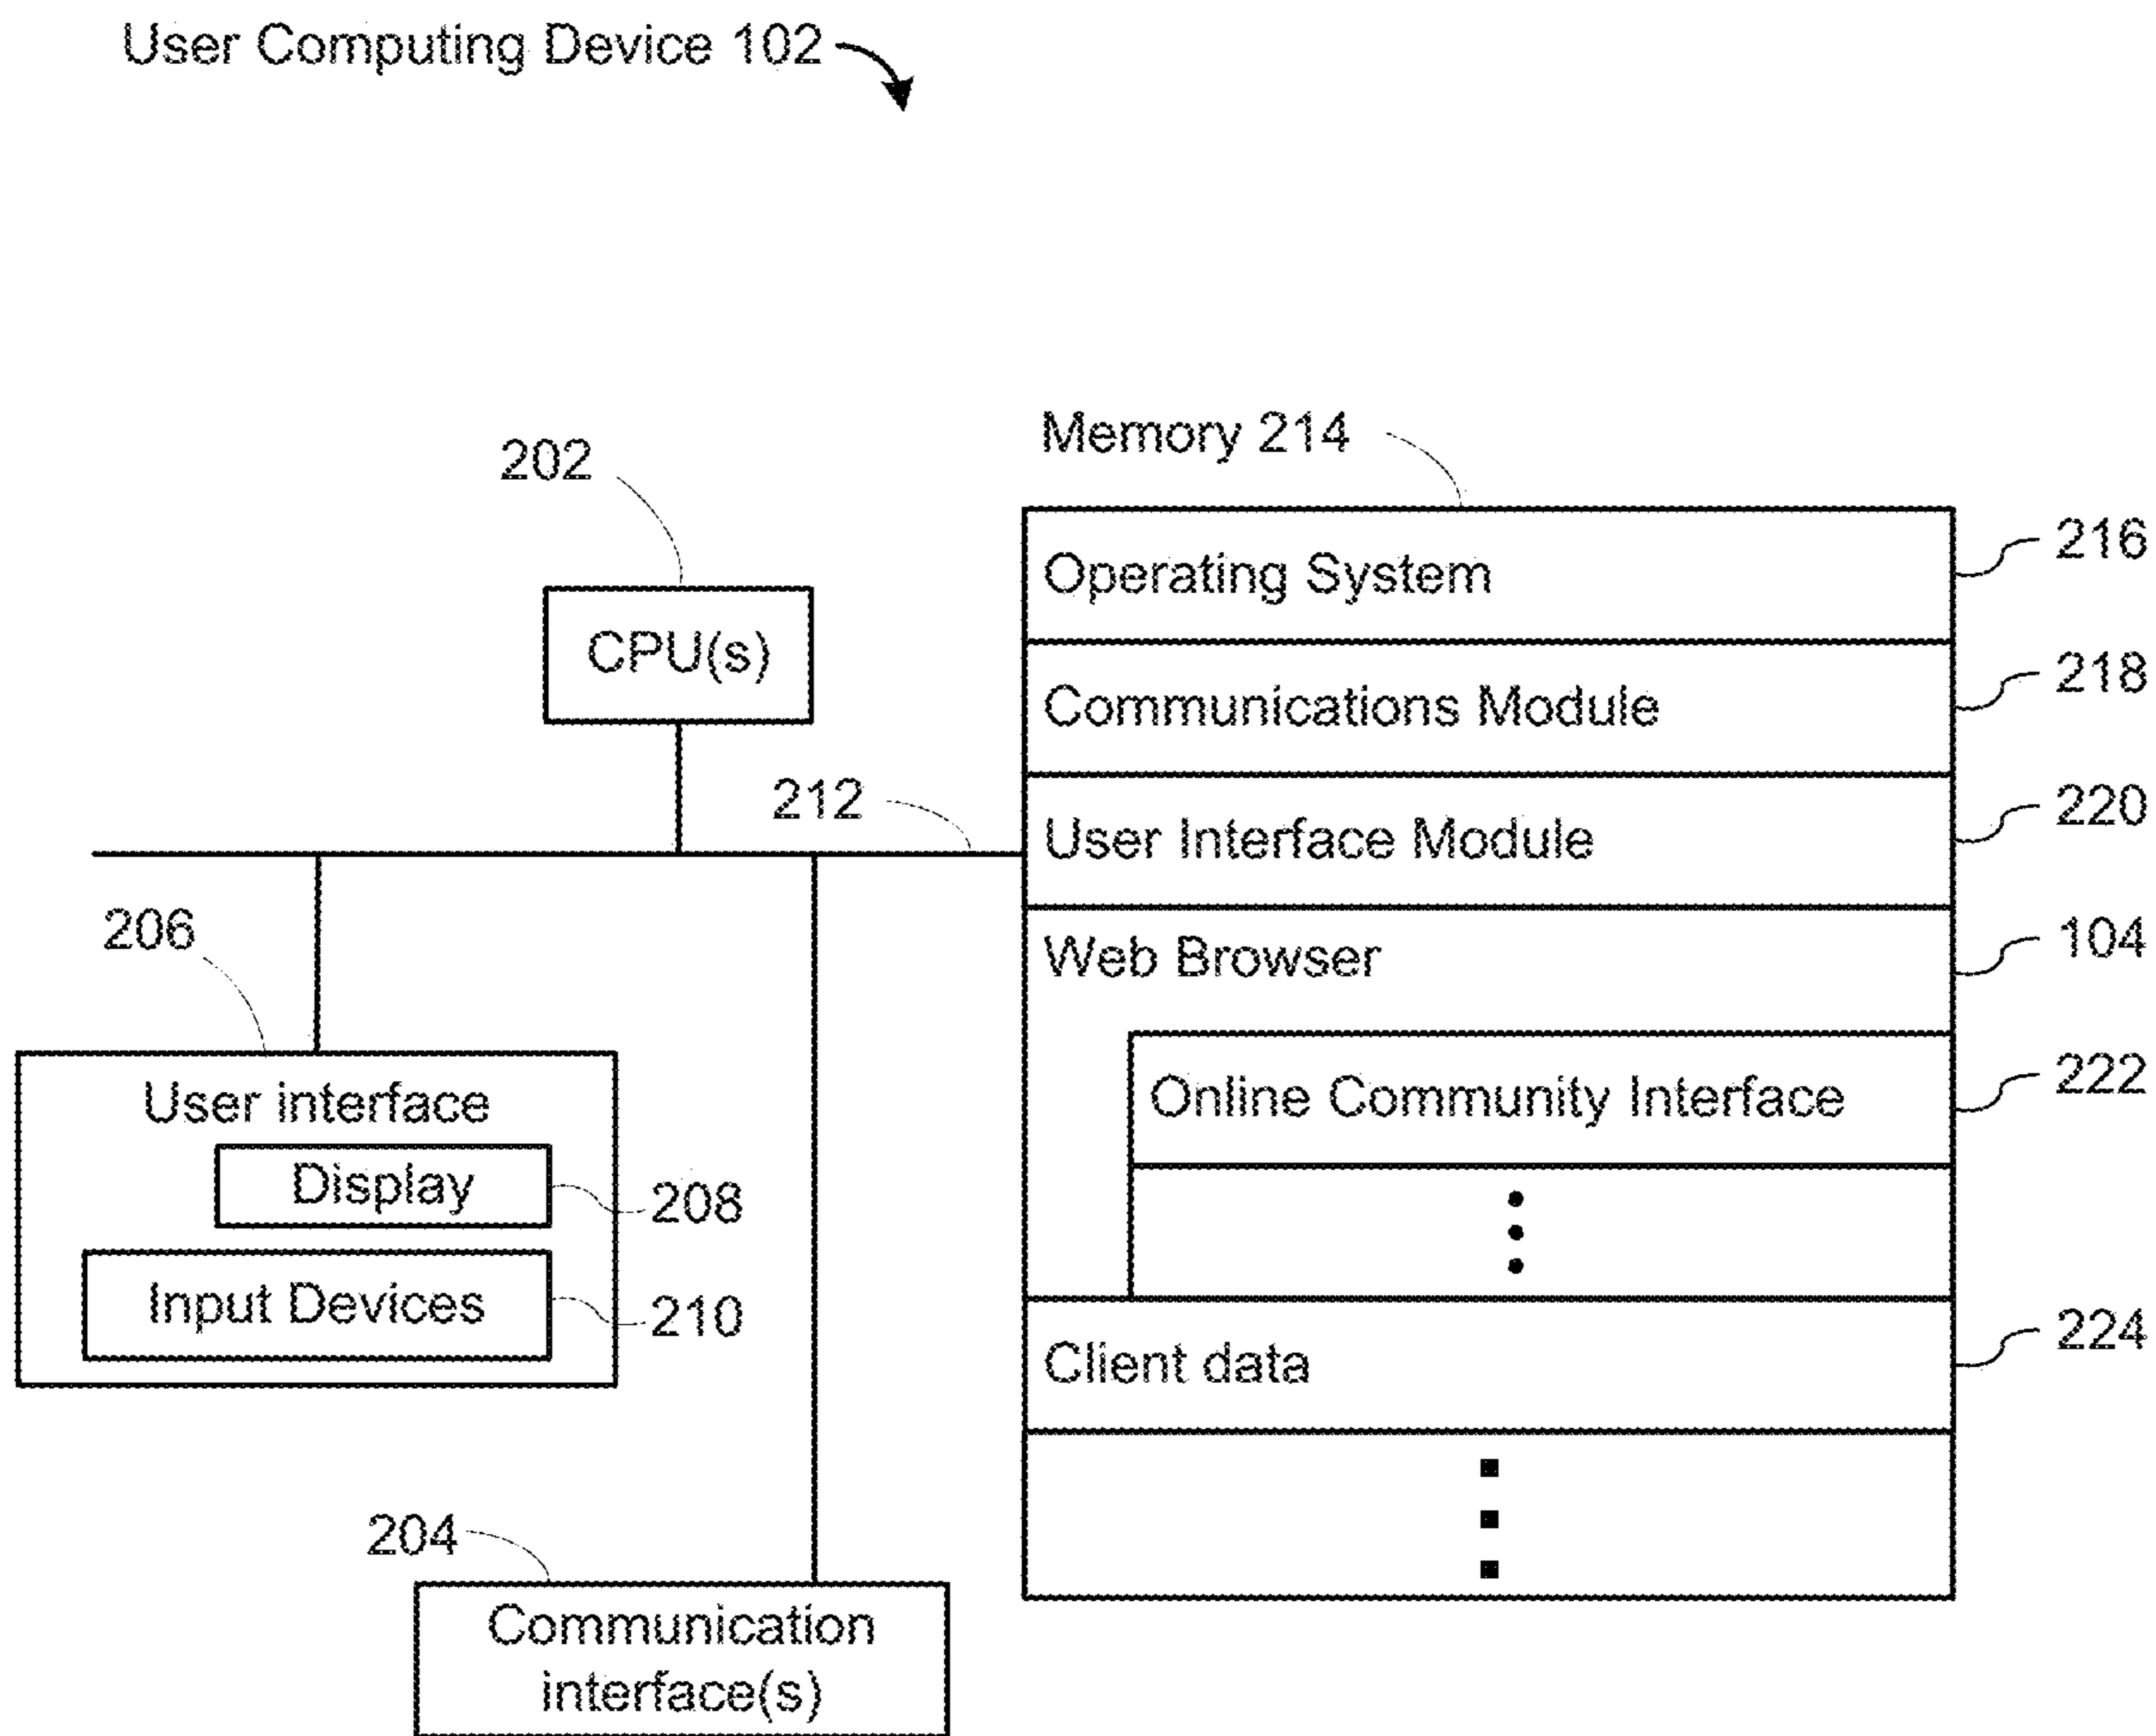 User Computing Device 102
Memory 214
202
216
Operating System
CPU(s)
218
Communications Module
212
220
User Interface Module
206
104
Web Browser
User interface
222
Online Community Interface
Display
208
Input Devices
210
224
Client data
204
Communication
interface(s)